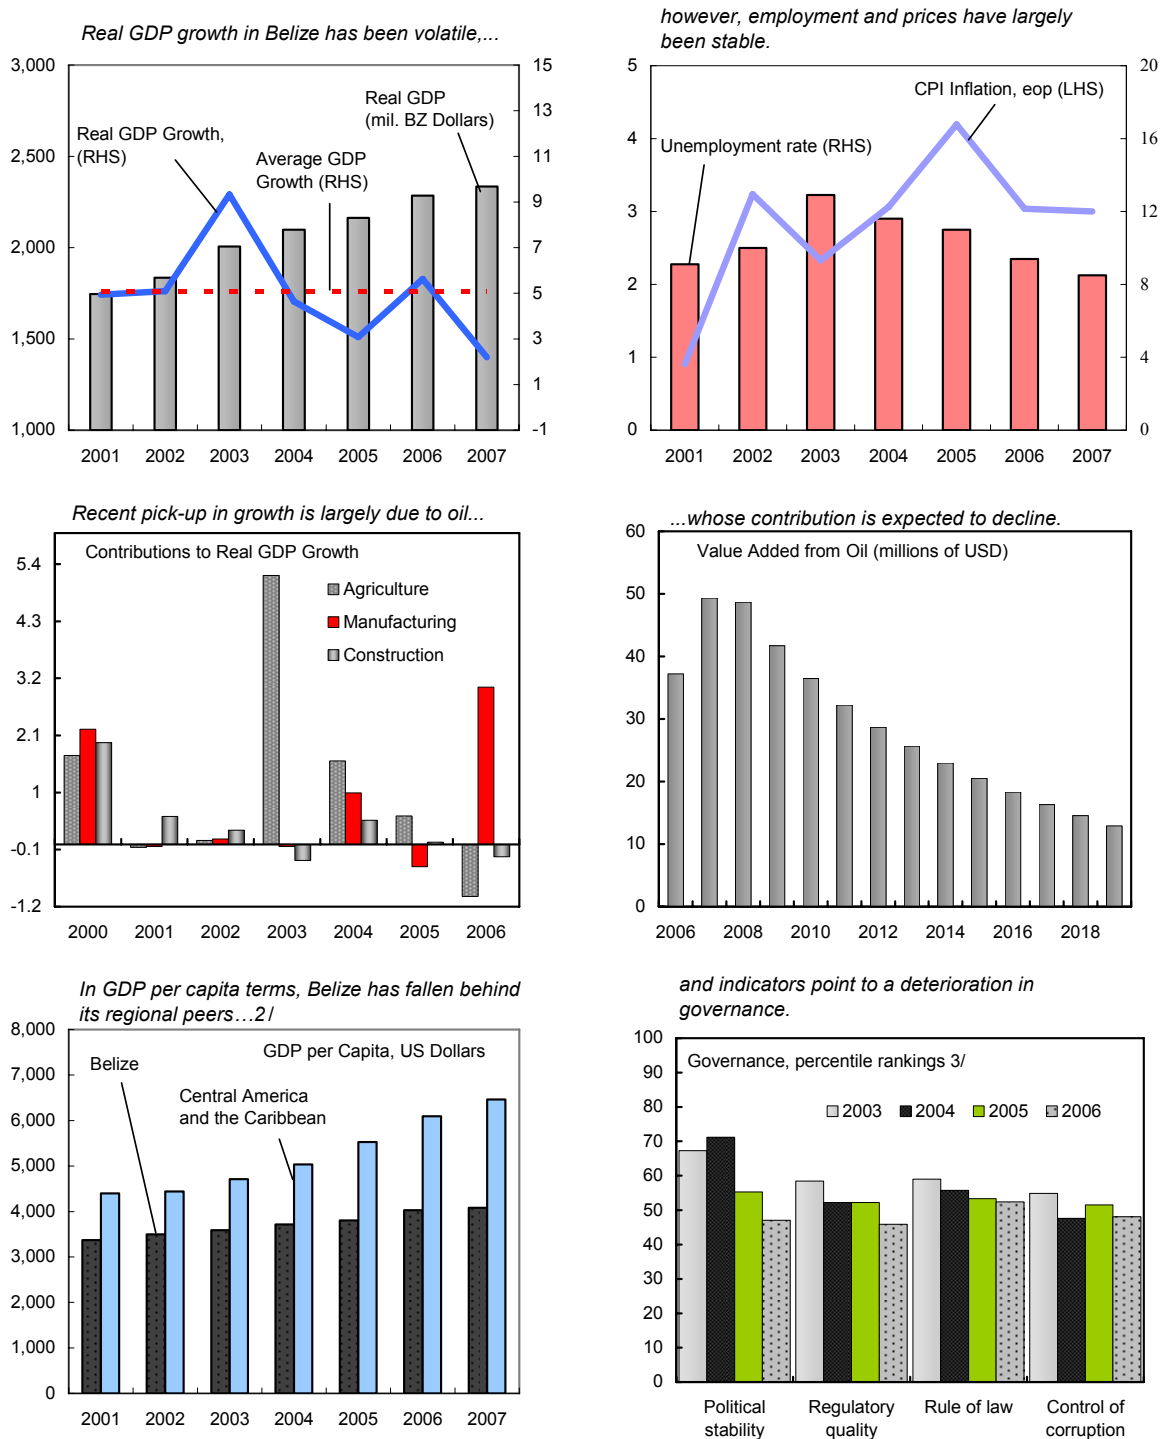 Real GDP growth in Belize has been volatile,...
3,000
2,500
2,000
1,500
1,000
15
13
11
9
7
5
3
1
-1
Real GDP Growth,
(RHS)
Average GDP
Growth (RHS)
Real GDP
(mil. BZ Dollars)
2001 2002 2003 2004 2005 2006 2007
however, employment and prices have largely
been stable.
5
4
3
2
1
0
20
16
12
8
4
0
CPI Inflation, eop (LHS)
Unemployment rate (RHS)
2001 2002 2003 2004 2005 2006 2007
Recent pick-up in growth is largely due to oil...
Contributions to Real GDP Growth
5.4
4.3
3.2
2.1
1
-0.1
-1.2
Agriculture
Manufacturing
Construction
2000 2001 2002 2003 2004 2005 2006
...whose contribution is expected to decline.
Value Added from Oil (millions of USD)
60
50
40
30
20
10
0
2006 2008 2010 2012 2014 2016 2018
In GDP per capita terms, Belize has fallen behind
its regional peers…2/
8,000
7,000
6,000
5,000
4,000
3,000
2,000
1,000
0
GDP per Capita, US Dollars
Belize
Central America
and the Caribbean
2001 2002 2003 2004 2005 2006 2007
and indicators point to a deterioration in
governance.
100
90
80
70
60
50
40
30
20
10
0
Governance, percentile rankings 3/
2003 2004 2005 2006
Political
stability
Regulatory
quality
Rule of law
Control of
corruption